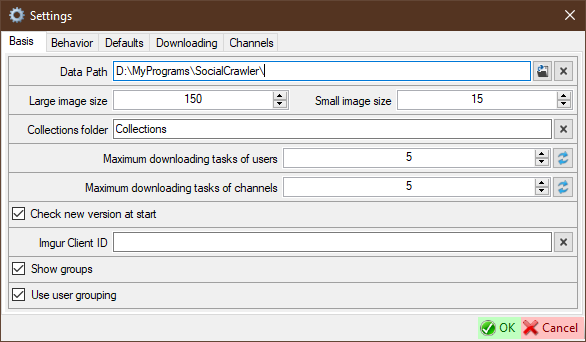 Settings
Basis Behavior Defaults Downloading Channels
Data Path D:\MyPrograms\SocialCrawler\
Large image size 150 Small image size 15
Collections folder Collections
Maximum downloading tasks of users 5
Maximum downloading tasks of channels 5
Check new version at start
Imgur Client ID
Show groups
Use user grouping
OK Cancel